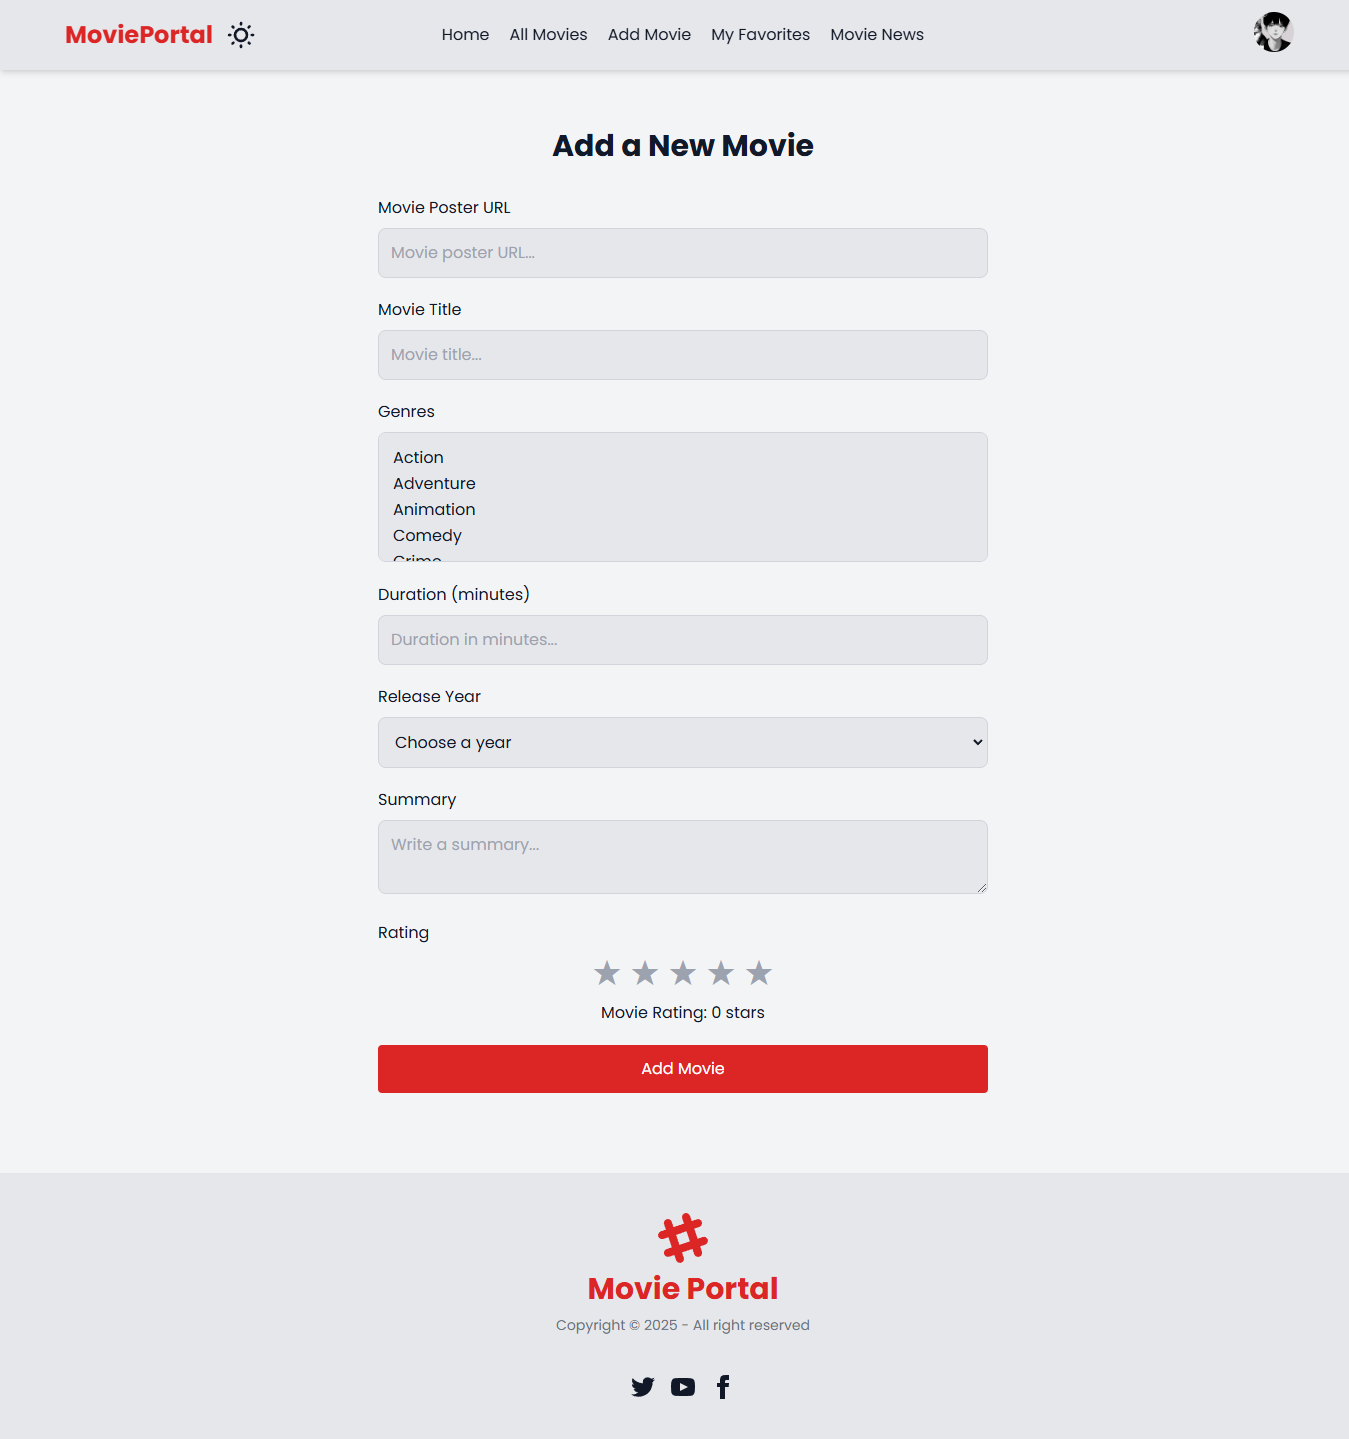 MoviePortal Home All Movies Add Movie My Favorites Movie News
Add a New Movie
Movie Poster URL
Movie poster URL...
Movie Title
Movie title...
Genres
Action
Adventure
Animation
Comedy
Crime
Duration (minutes)
Duration in minutes...
Release Year
Choose a year
Summary
Write a summary...
Rating
Movie Rating: 0 stars
Add Movie
Movie Portal
Copyright © 2025 - All right reserved